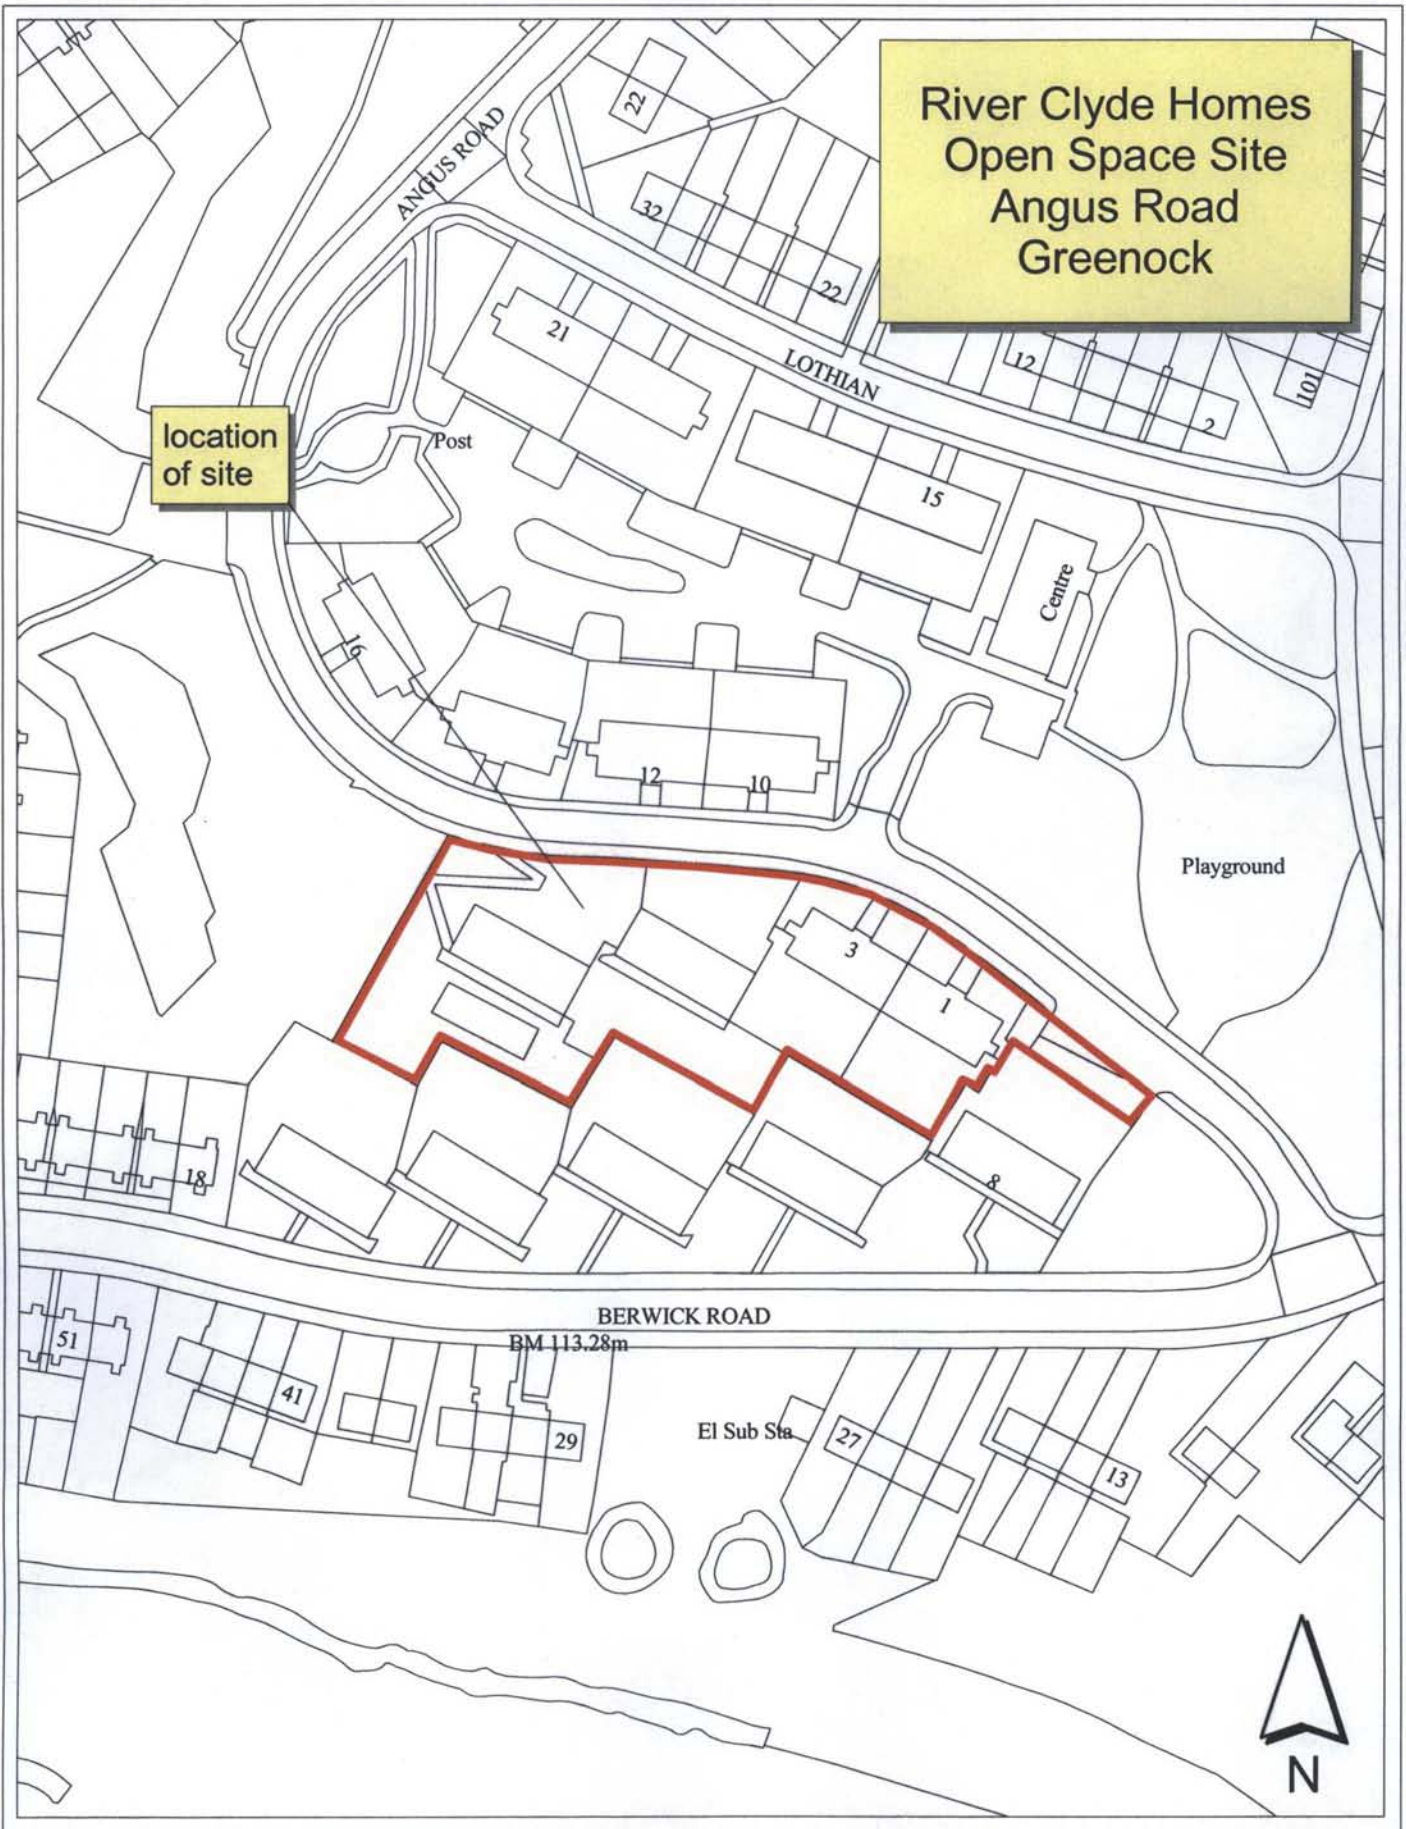 River Clyde Homes
Open Space Site
Angus Road
Greenock
22
ANGUS ROAD
32
22
21
LOTHIAN
12
101
2
location
of site
Post
15
Centre
16
12
10
Playground
3
1
18
8
BERWICK ROAD
BM 113.28m
51
41
29
El Sub Sta
27
13
N